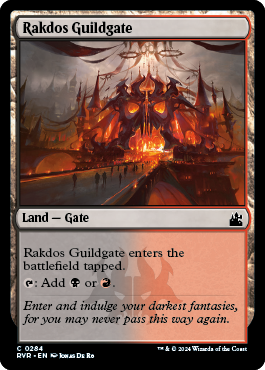 Rakdos Guildgate
Land — Gate
Rakdos Guildgate enters the
battlefield tapped.
: Add or .
Enter and indulge your darkest fantasies,
for you may never pass this way again.
C 0284
RVR • EN Jonas De Ro
™ & © 2024 Wizards of the Coast